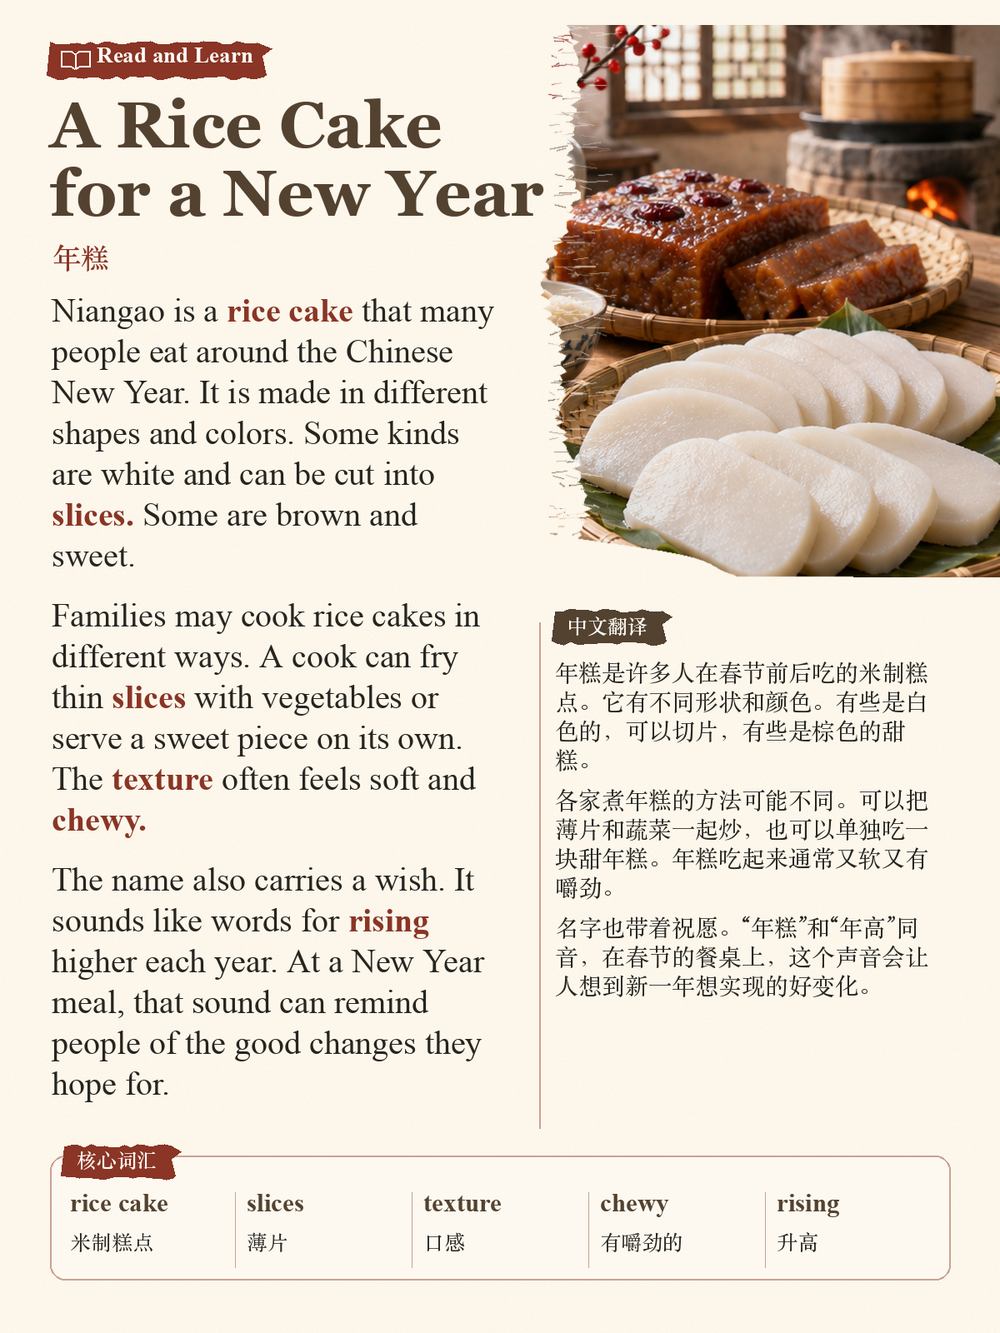 Read and Learn
A Rice Cake
for a New Year
年糕
Niangao is a rice cake that many
people eat around the Chinese
New Year. It is made in different
shapes and colors. Some kinds
are white and can be cut into
slices. Some are brown and
sweet.
Families may cook rice cakes in
different ways. A cook can fry
thin slices with vegetables or
serve a sweet piece on its own.
The texture often feels soft and
chewy.
The name also carries a wish. It
sounds like words for rising
higher each year. At a New Year
meal, that sound can remind
people of the good changes they
hope for.
中文翻译
年糕是许多人在春节前后吃的米制糕
点。它有不同形状和颜色。有些是白
色的，可以切片，有些是棕色的甜
糕。
各家煮年糕的方法可能不同。可以把
薄片和蔬菜一起炒，也可以单独吃一
块甜年糕。年糕吃起来通常又软又有
嚼劲。
名字也带着祝愿。“年糕”和“年高”同
音，在春节的餐桌上，这个声音会让
人想到新一年想实现的好变化。
核心词汇
rice cake
米制糕点
slices
薄片
texture
口感
chewy
有嚼劲的
rising
升高